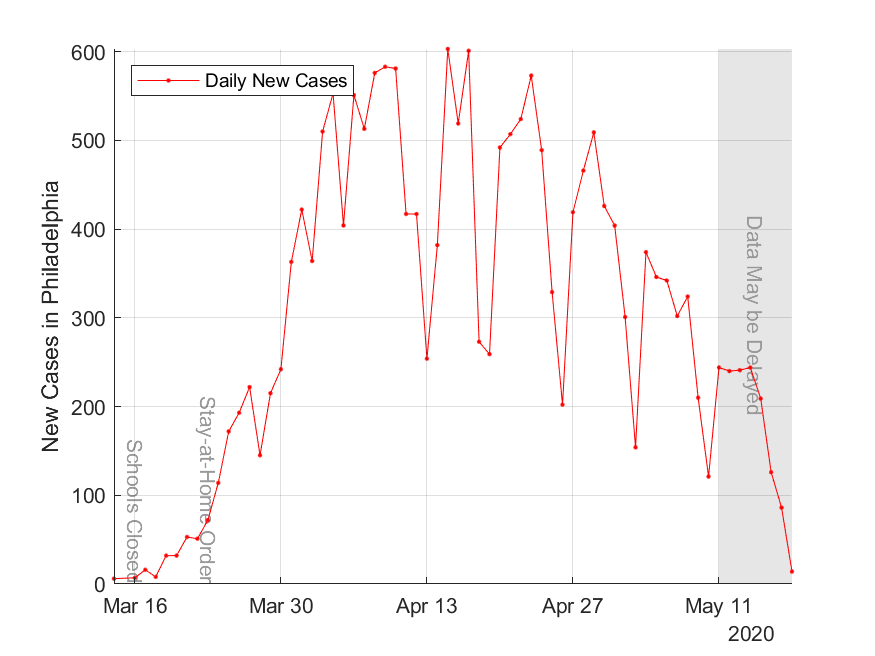 Daily New Cases
New Cases in Philadelphia
600
500
400
300
200
100
0
Schools Closed
Stay-at-Home Order
Data May be Delayed
Mar 16
Mar 30
Apr 13
Apr 27
May 11
2020